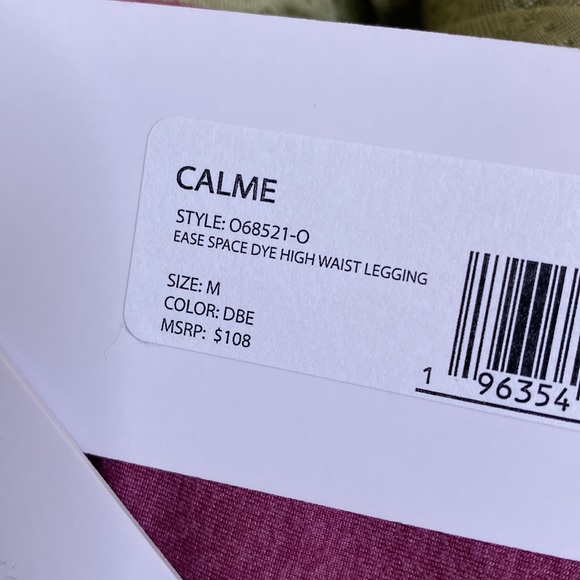 CALME
STYLE: O68521-O
EASE SPACE DYE HIGH WAIST LEGGING
SIZE: M
COLOR: DBE
MSRP: $108
1 96354